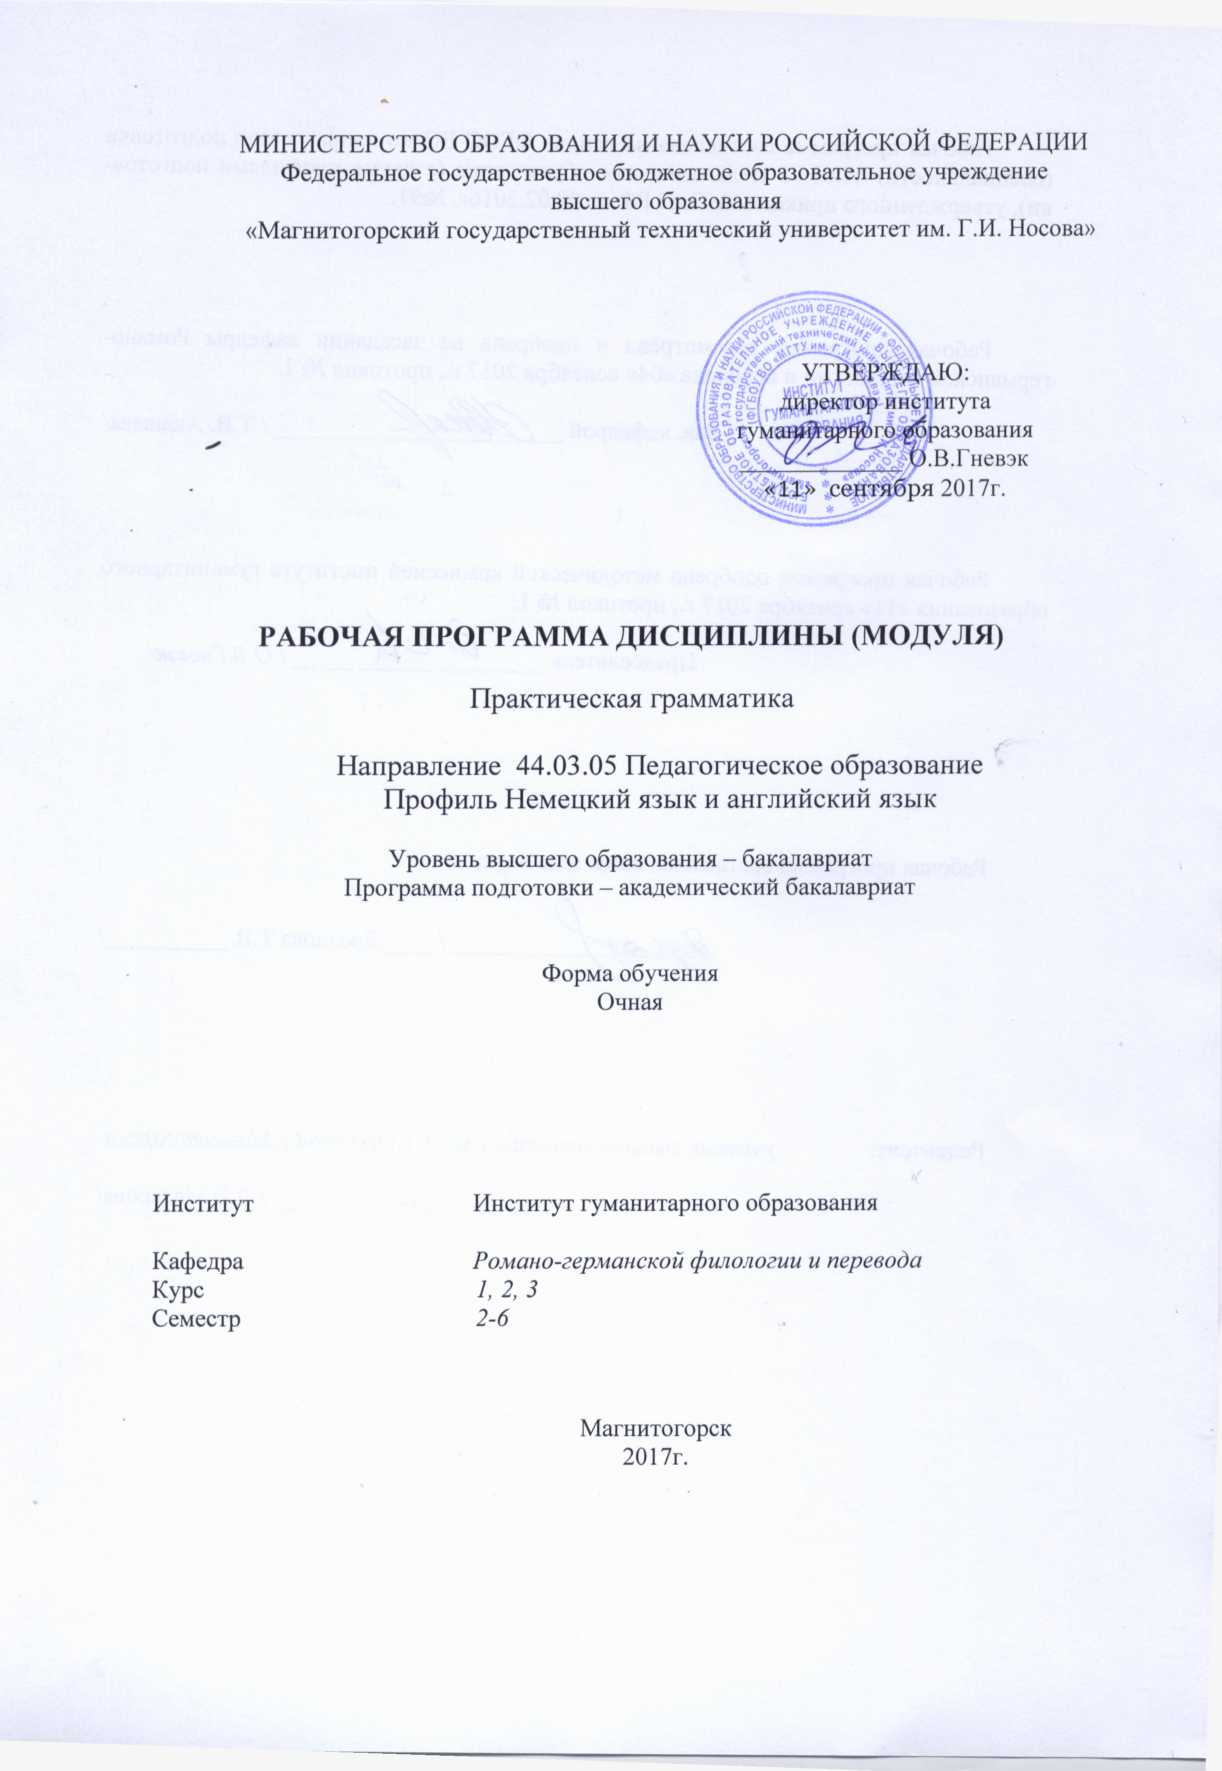 МИНИСТЕРСТВО ОБРАЗОВАНИЯ И НАУКИ РОССИЙСКОЙ ФЕДЕРАЦИИ
Федеральное государственное бюджетное образовательное учреждение
высшего образования
«Магнитогорский государственный технический университет им. Г.И. Носова»
УТВЕРЖДАЮ:
директор института
гуманитарного образования
О.В.Гневэк
«11» сентября 2017г.
ИНСТИТУТ
ГУМАНИТАРНОГО
ОБРАЗОВАНИЯ
РАБОЧАЯ ПРОГРАММА ДИСЦИПЛИНЫ (МОДУЛЯ)
Практическая грамматика
Направление 44.03.05 Педагогическое образование
Профиль Немецкий язык и английский язык
Уровень высшего образования – бакалавриат
Программа подготовки – академический бакалавриат
Форма обучения
Очная
Институт Институт гуманитарного образования
Кафедра Романо-германской филологии и перевода
Курс 1, 2, 3
Семестр 2-6
Магнитогорск
2017г.